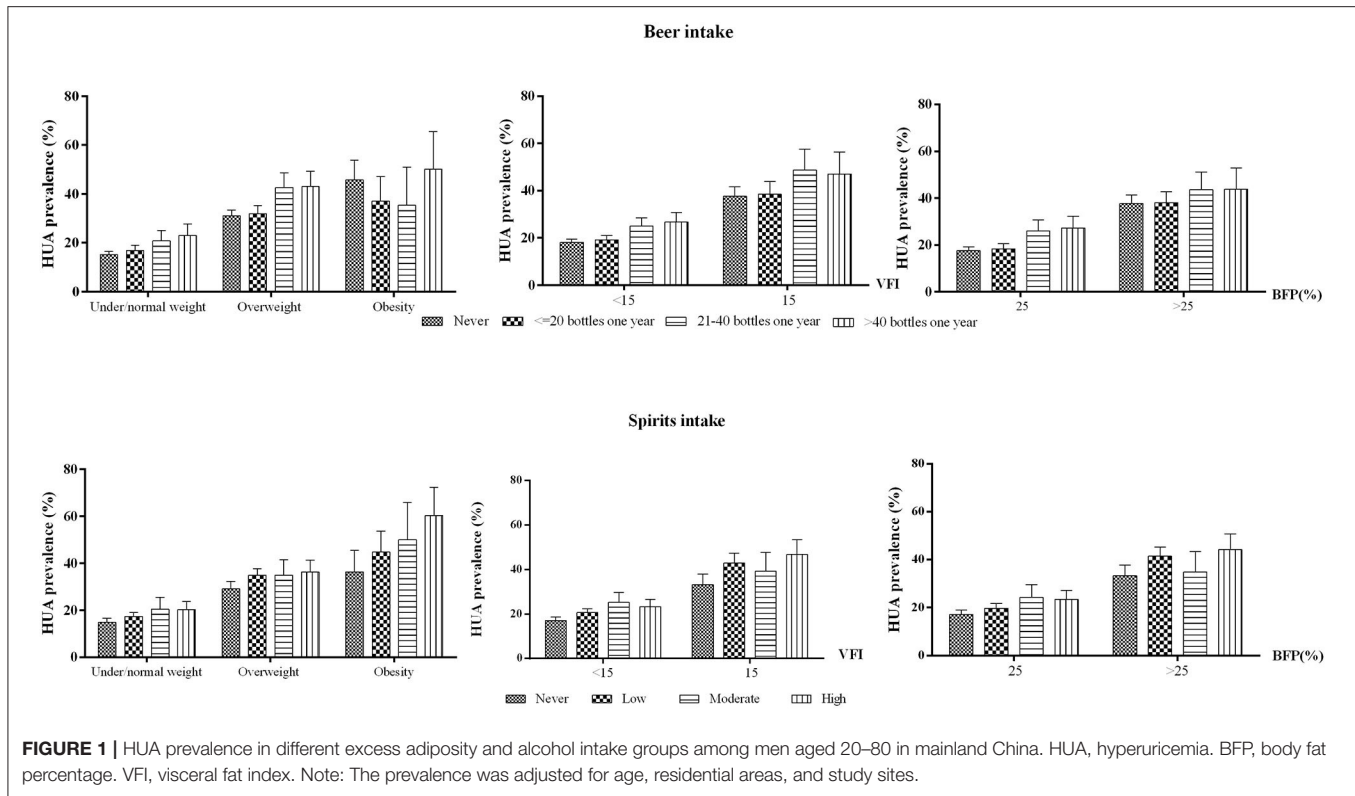 Beer intake
80
60
40
20
0
HUA prevalence (%)
Under/normal weight Overweight Obesity
80
60
40
20
0
HUA prevalence (%)
<15 15
VFI
80
60
40
20
0
HUA prevalence (%)
25 >25
BFP(%)
Never <=20 bottles one year 21-40 bottles one year >40 bottles one year
Spirits intake
80
60
40
20
0
HUA prevalence (%)
Under/normal weight Overweight Obesity
80
60
40
20
0
HUA prevalence (%)
<15 15
VFI
80
60
40
20
0
HUA prevalence (%)
25 >25
BFP(%)
Never Low Moderate High
FIGURE 1 | HUA prevalence in different excess adiposity and alcohol intake groups among men aged 20–80 in mainland China. HUA, hyperuricemia. BFP, body fat
percentage. VFI, visceral fat index. Note: The prevalence was adjusted for age, residential areas, and study sites.